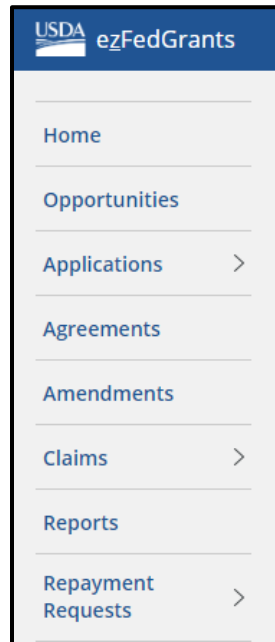 USDA ezFedGrants
Home
Opportunities
Applications
Agreements
Amendments
Claims
Reports
Repayment
Requests